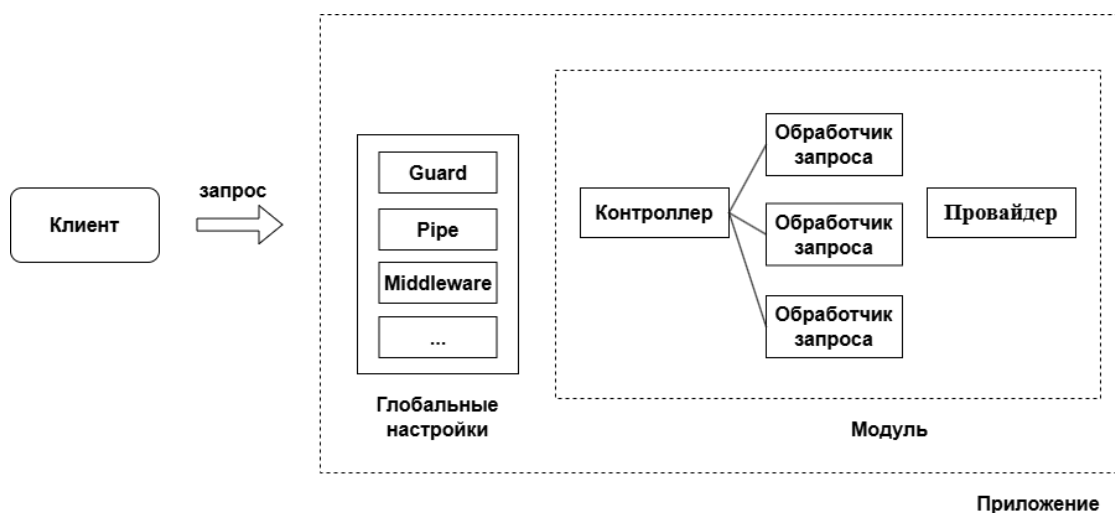 Клиент
запрос
Guard
Pipe
Middleware
...
Глобальные
настройки
Контроллер
Обработчик
запроса
Обработчик
запроса
Обработчик
запроса
Провайдер
Модуль
Приложение